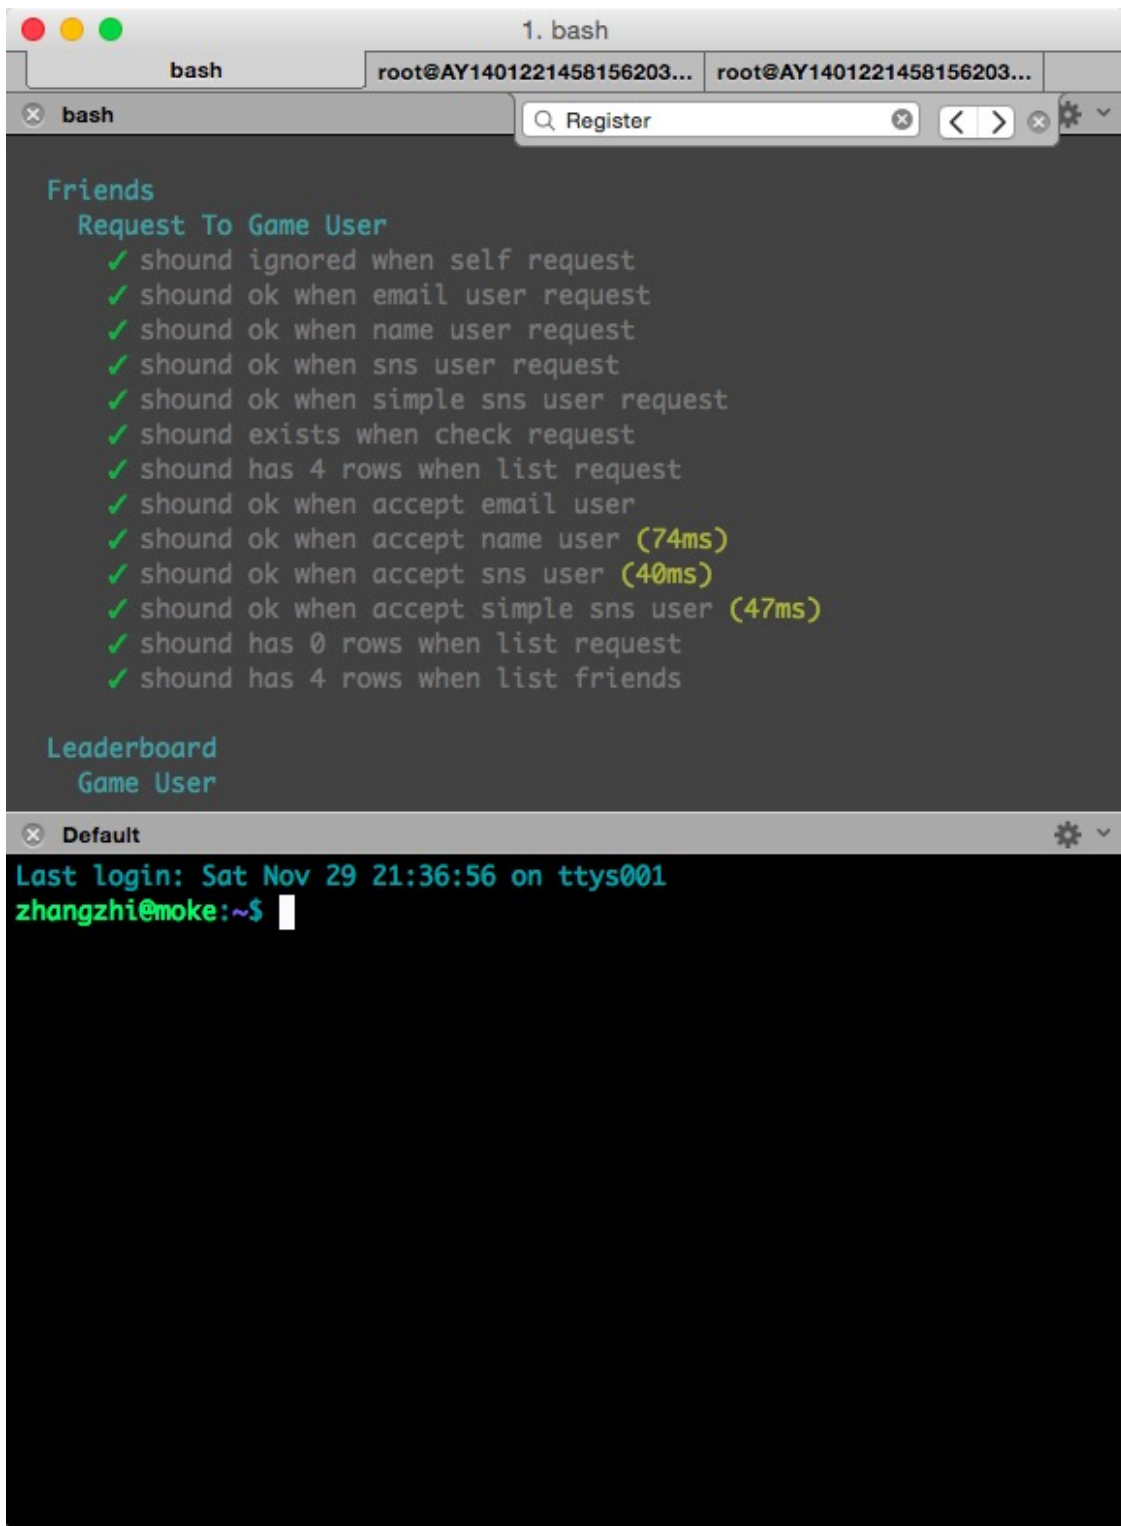 1. bash
bash
root@AY1401221458156203...
root@AY1401221458156203...
bash
Register
Friends
Request To Game User
✓ shound ignored when self request
✓ shound ok when email user request
✓ shound ok when name user request
✓ shound ok when sns user request
✓ shound ok when simple sns user request
✓ shound exists when check request
✓ shound has 4 rows when list request
✓ shound ok when accept email user
✓ shound ok when accept name user (74ms)
✓ shound ok when accept sns user (40ms)
✓ shound ok when accept simple sns user (47ms)
✓ shound has 0 rows when list request
✓ shound has 4 rows when list friends
Leaderboard
Game User
Default
Last login: Sat Nov 29 21:36:56 on ttys001
zhangzhi@moke:~$